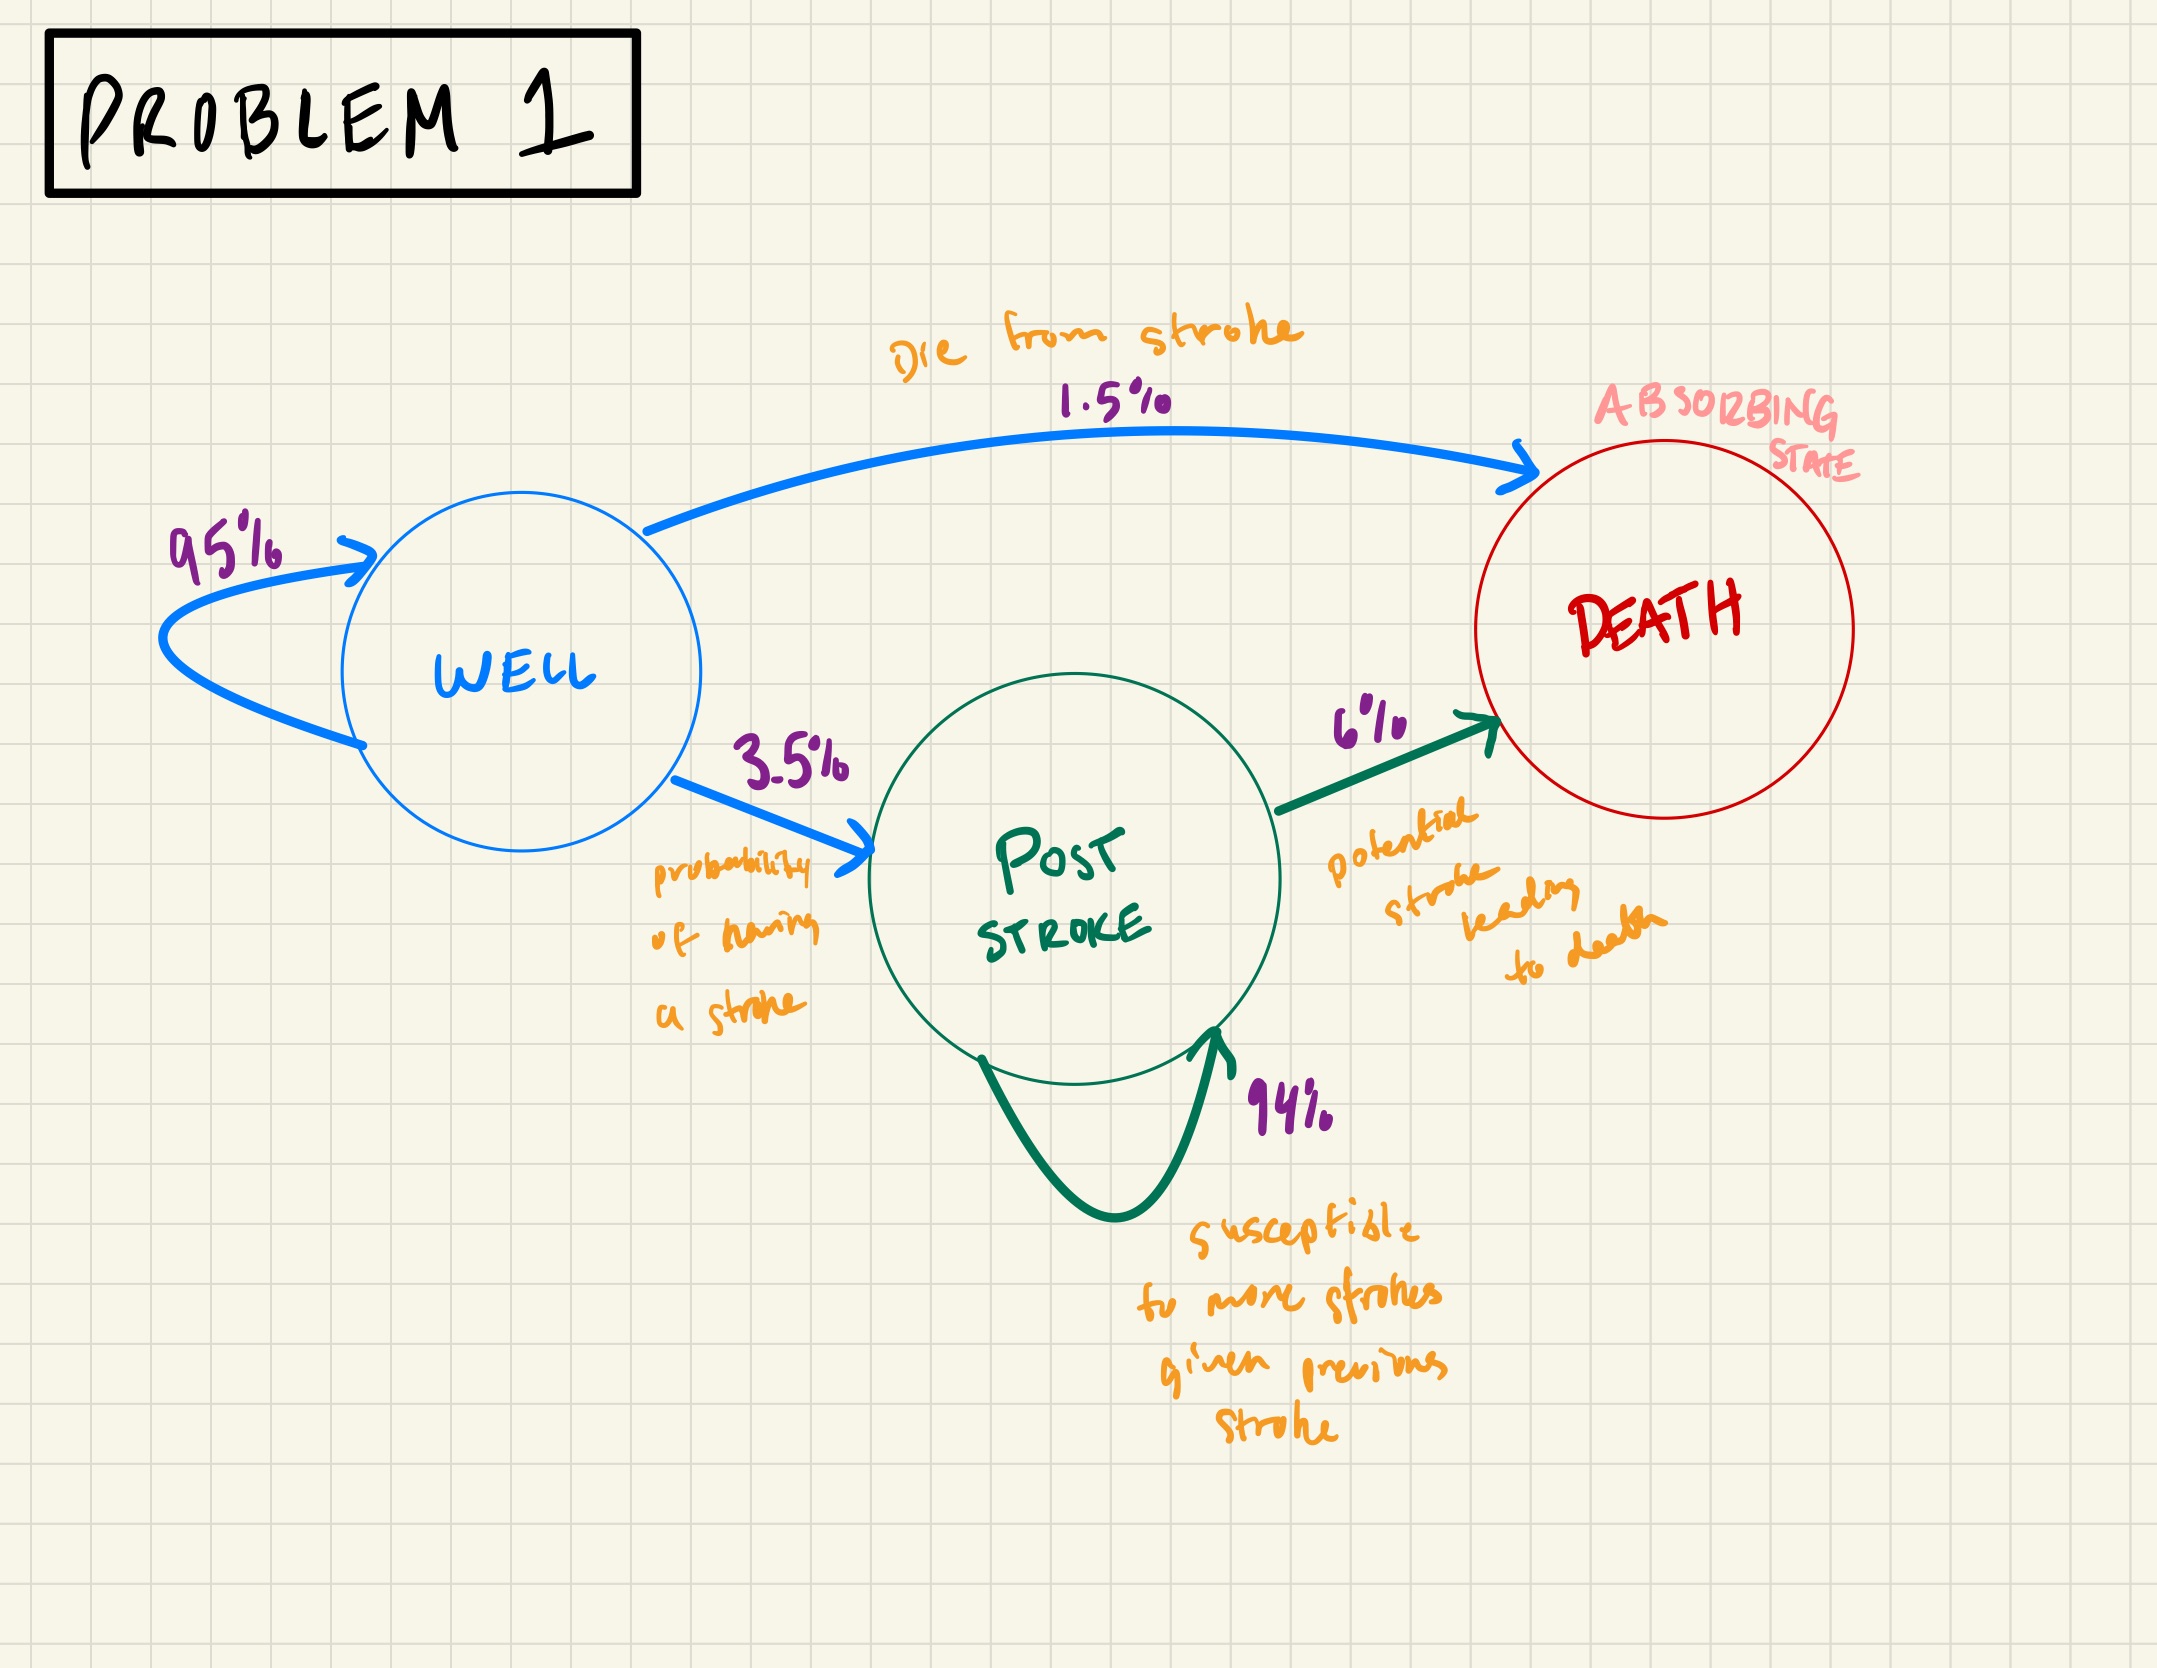 PROBLEM 1
Die from stroke
1.5%
ABSORBING
STATE
95%
WELL
DEATH
3.5%
6%
probability
of having
a stroke
POST
STROKE
potential
stroke
leading
to death
94%
susceptible
to more strokes
given previous
stroke